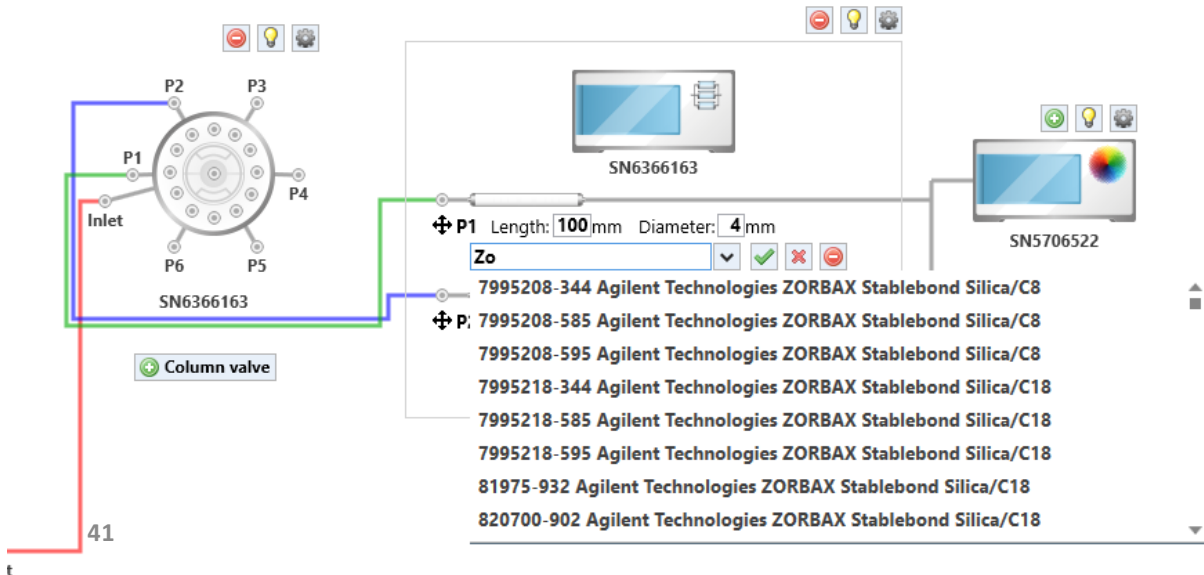 P2
P3
P1
P4
Inlet
P6
P5
SN6366163
Column valve
SN6366163
SN5706522
P1 Length: 100 mm Diameter: 4 mm
Zo
7995208-344 Agilent Technologies ZORBAX Stablebond Silica/C8
7995208-585 Agilent Technologies ZORBAX Stablebond Silica/C8
7995208-595 Agilent Technologies ZORBAX Stablebond Silica/C8
7995218-344 Agilent Technologies ZORBAX Stablebond Silica/C18
7995218-585 Agilent Technologies ZORBAX Stablebond Silica/C18
7995218-595 Agilent Technologies ZORBAX Stablebond Silica/C18
81975-932 Agilent Technologies ZORBAX Stablebond Silica/C18
820700-902 Agilent Technologies ZORBAX Stablebond Silica/C18
41